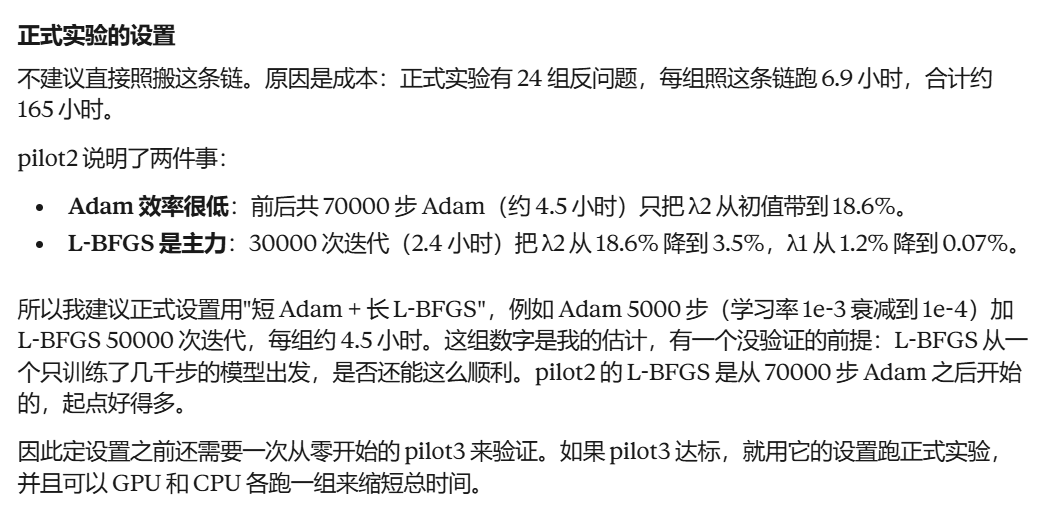 正式实验的设置
不建议直接照搬这条链。原因是成本：正式实验有 24 组反问题，每组照这条链跑 6.9 小时，合计约
165 小时。
pilot2 说明了两件事：
• Adam 效率很低：前后共 70000 步 Adam（约 4.5 小时）只把 λ2 从初值带到 18.6%。
• L-BFGS 是主力：30000 次迭代（2.4 小时）把 λ2 从 18.6% 降到 3.5%，λ1 从 1.2% 降到 0.07%。
所以我建议正式设置用"短 Adam + 长 L-BFGS"，例如 Adam 5000 步（学习率 1e-3 衰减到 1e-4）加
L-BFGS 50000 次迭代，每组约 4.5 小时。这组数字是我的估计，有一个没验证的前提：L-BFGS 从一
个只训练了几千步的模型出发，是否还能这么顺利。pilot2 的 L-BFGS 是从 70000 步 Adam 之后开始
的，起点好得多。
因此定设置之前还需要一次从零开始的 pilot3 来验证。如果 pilot3 达标，就用它的设置跑正式实验，
并且可以 GPU 和 CPU 各跑一组来缩短总时间。